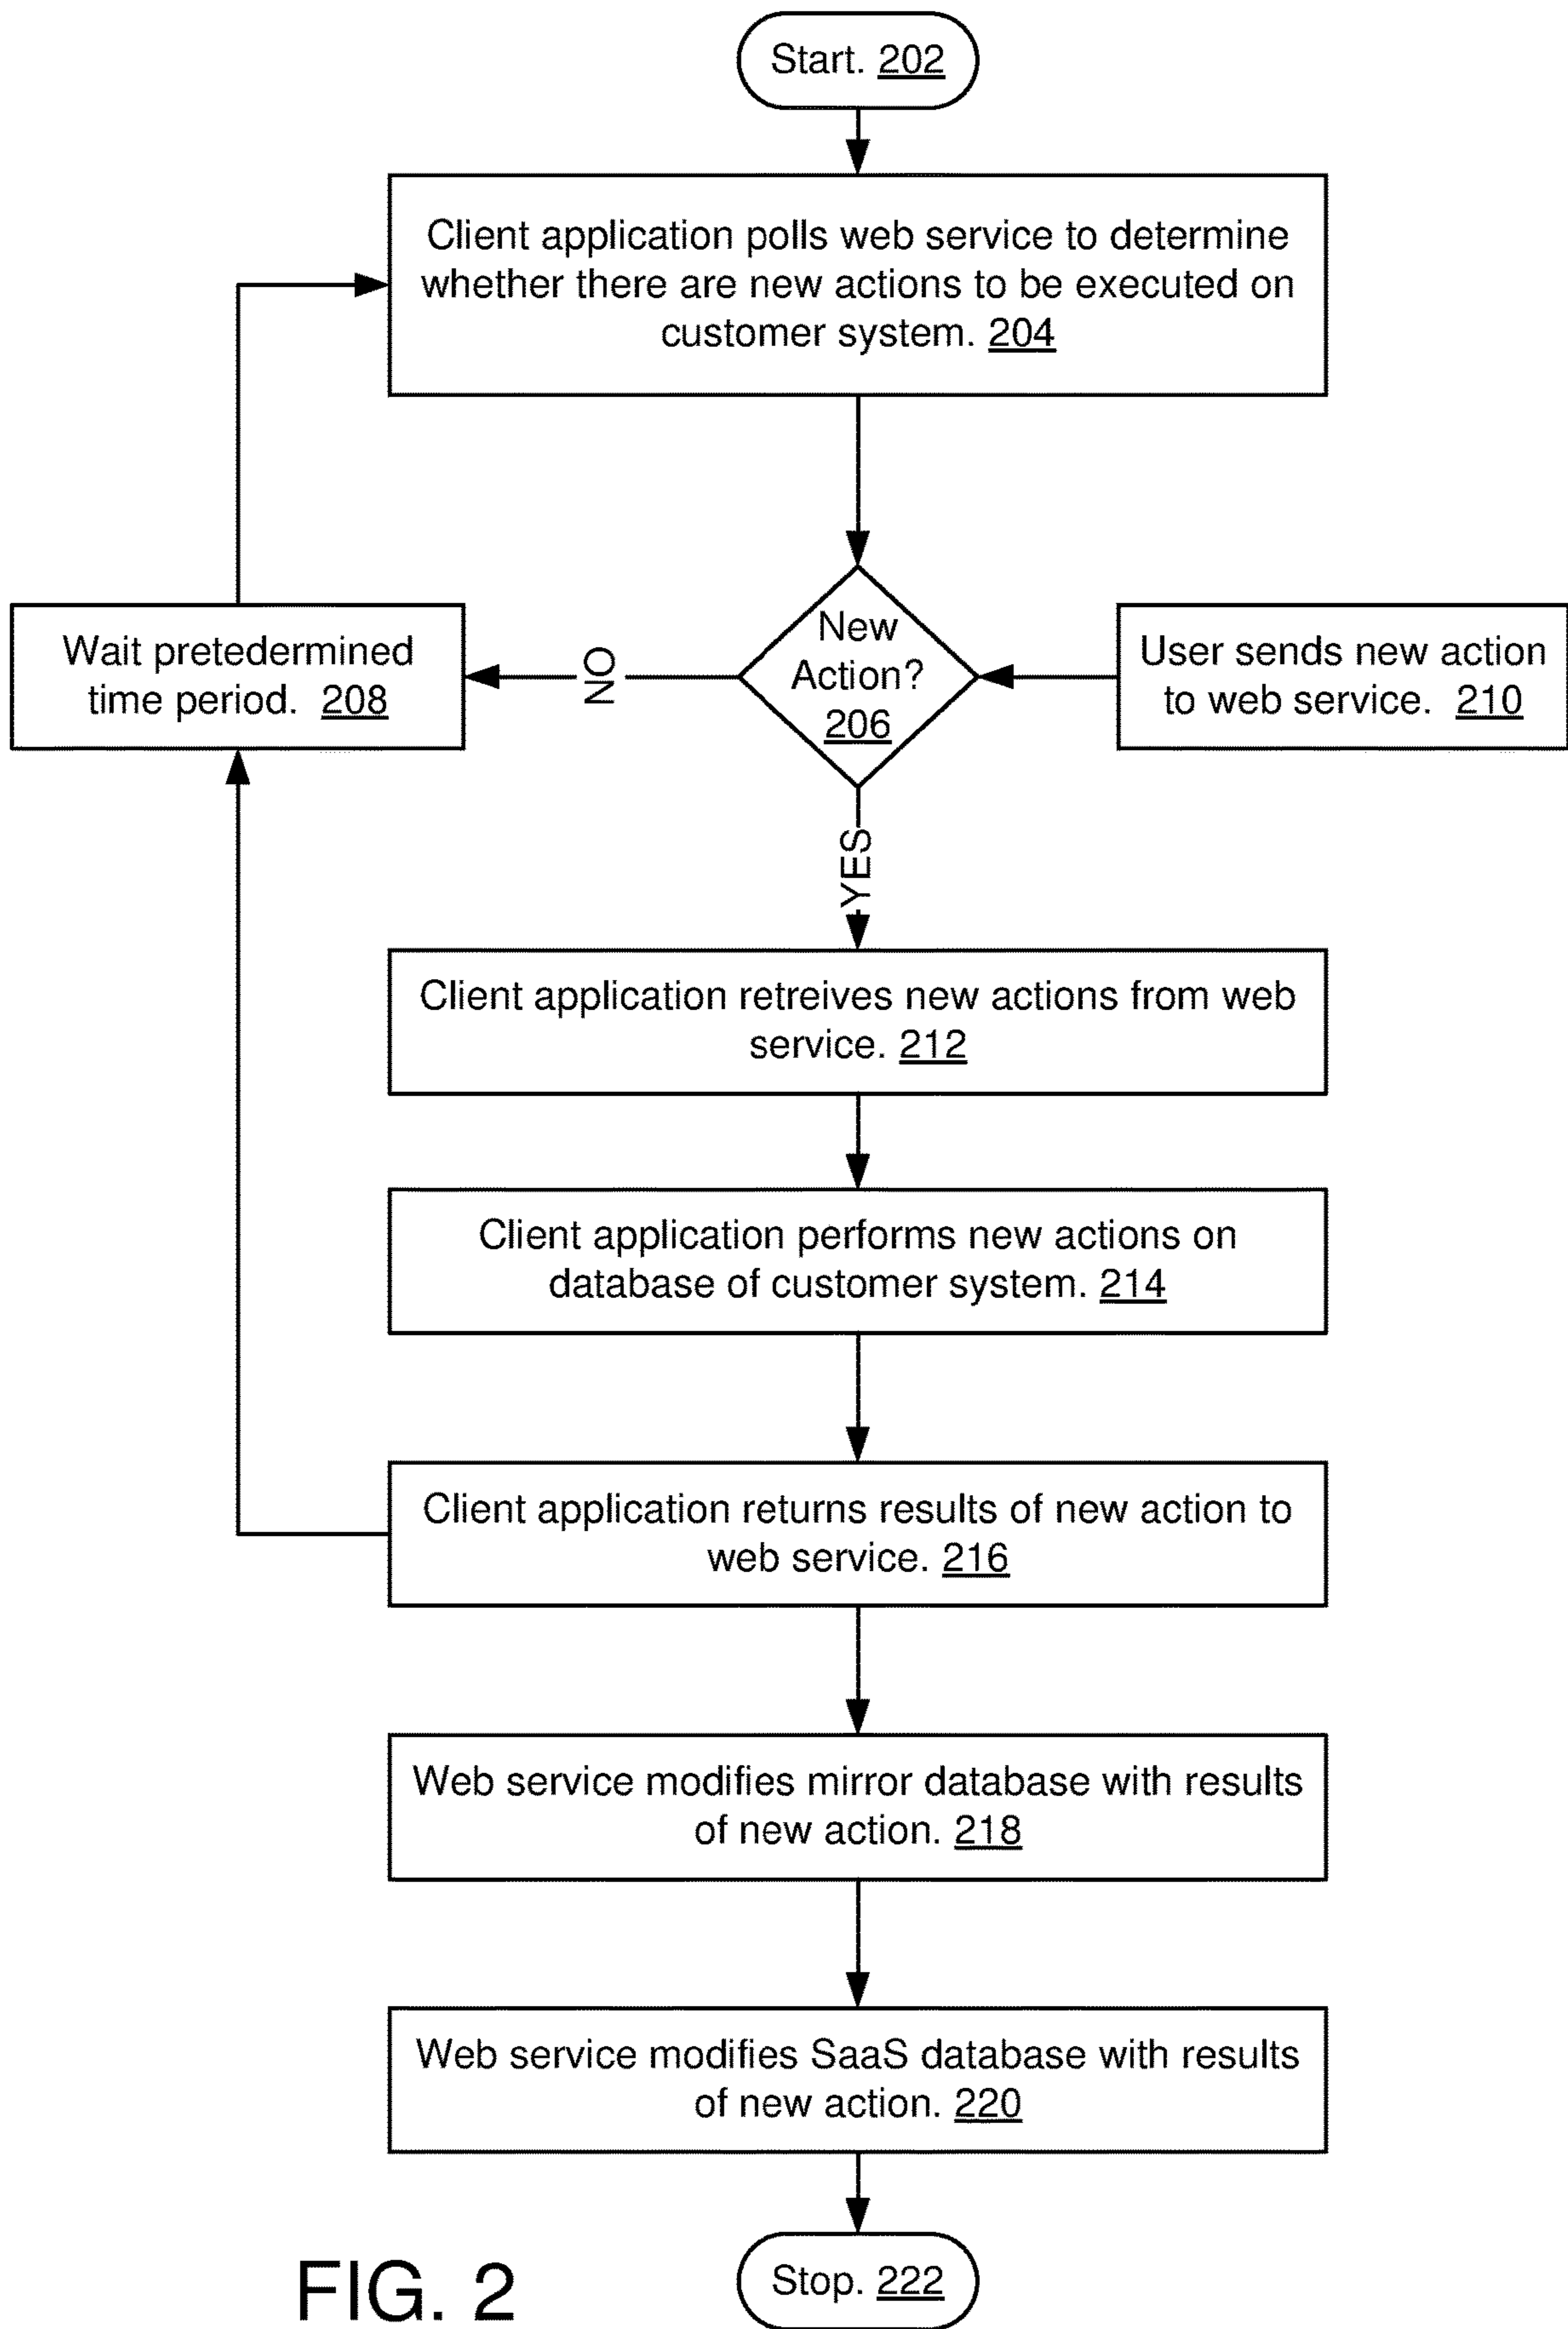 Start. 202
Client application polls web service to determine
whether there are new actions to be executed on
customer system. 204
Wait pretedermined
time period. 208
NO
New
Action?
206
User sends new action
to web service. 210
YES
Client application retreives new actions from web
service. 212
Client application performs new actions on
database of customer system. 214
Client application returns results of new action to
web service. 216
Web service modifies mirror database with results
of new action. 218
Web service modifies SaaS database with results
of new action. 220
Stop. 222
FIG. 2